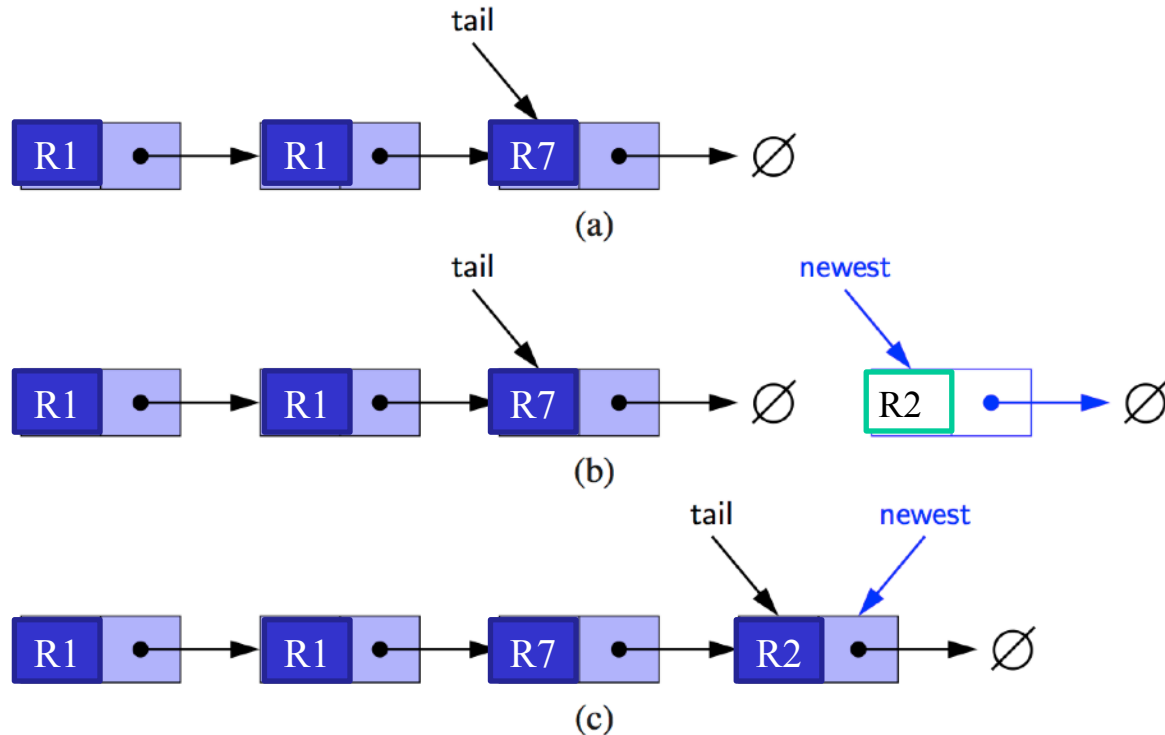 tail
R1 R1 R7 ∅
(a)
tail newest
R1 R1 R7 ∅ R2 ∅
(b)
tail newest
R1 R1 R7 R2 ∅
(c)